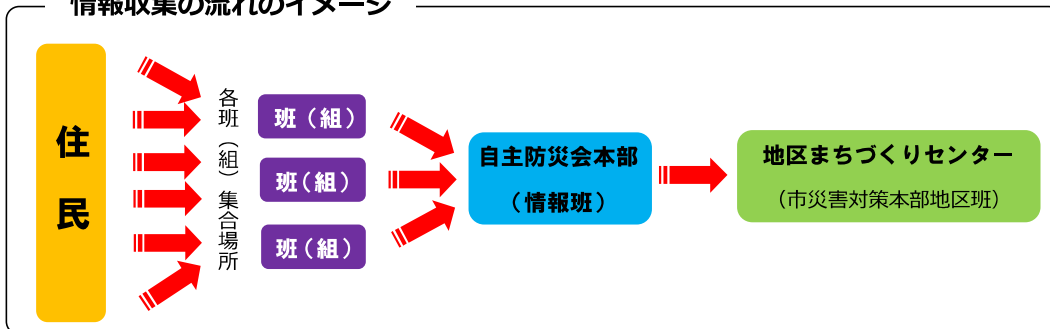 情報収集の流れのイメージ
住民
各班（組）集合場所
班（組）
班（組）
班（組）
自主防災会本部
（情報班）
地区まちづくりセンター
（市災害対策本部地区班）